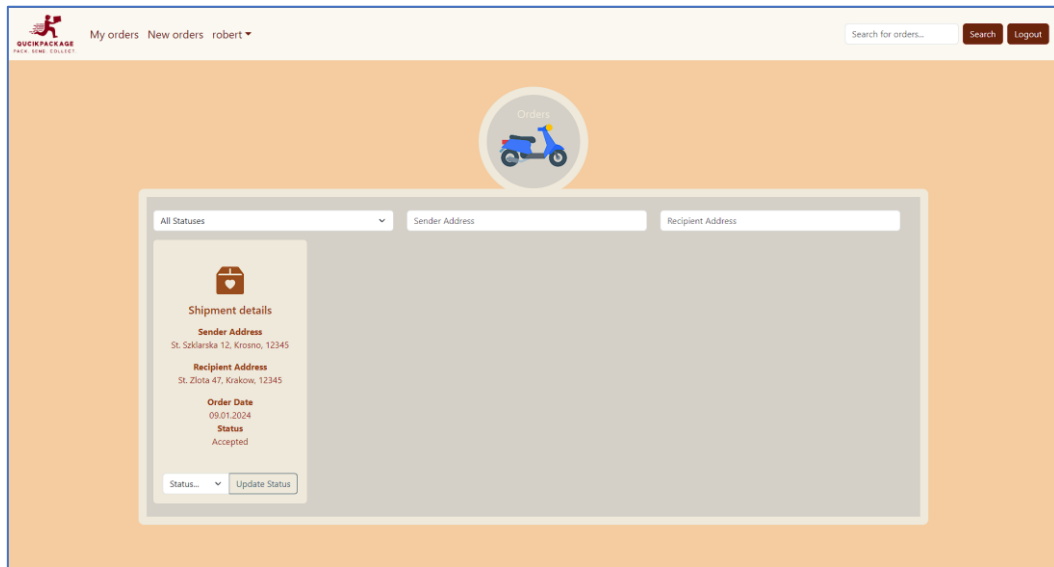 QUCIKPACKAGE
PACK. SEND. COLLECT.
My orders New orders robert
Search for orders...
Search
Logout
Orders
All Statuses
Sender Address
Recipient Address
Shipment details
Sender Address
St. Szklarska 12, Krosno, 12345
Recipient Address
St. Zlota 47, Krakow, 12345
Order Date
09.01.2024
Status
Accepted
Status...
Update Status